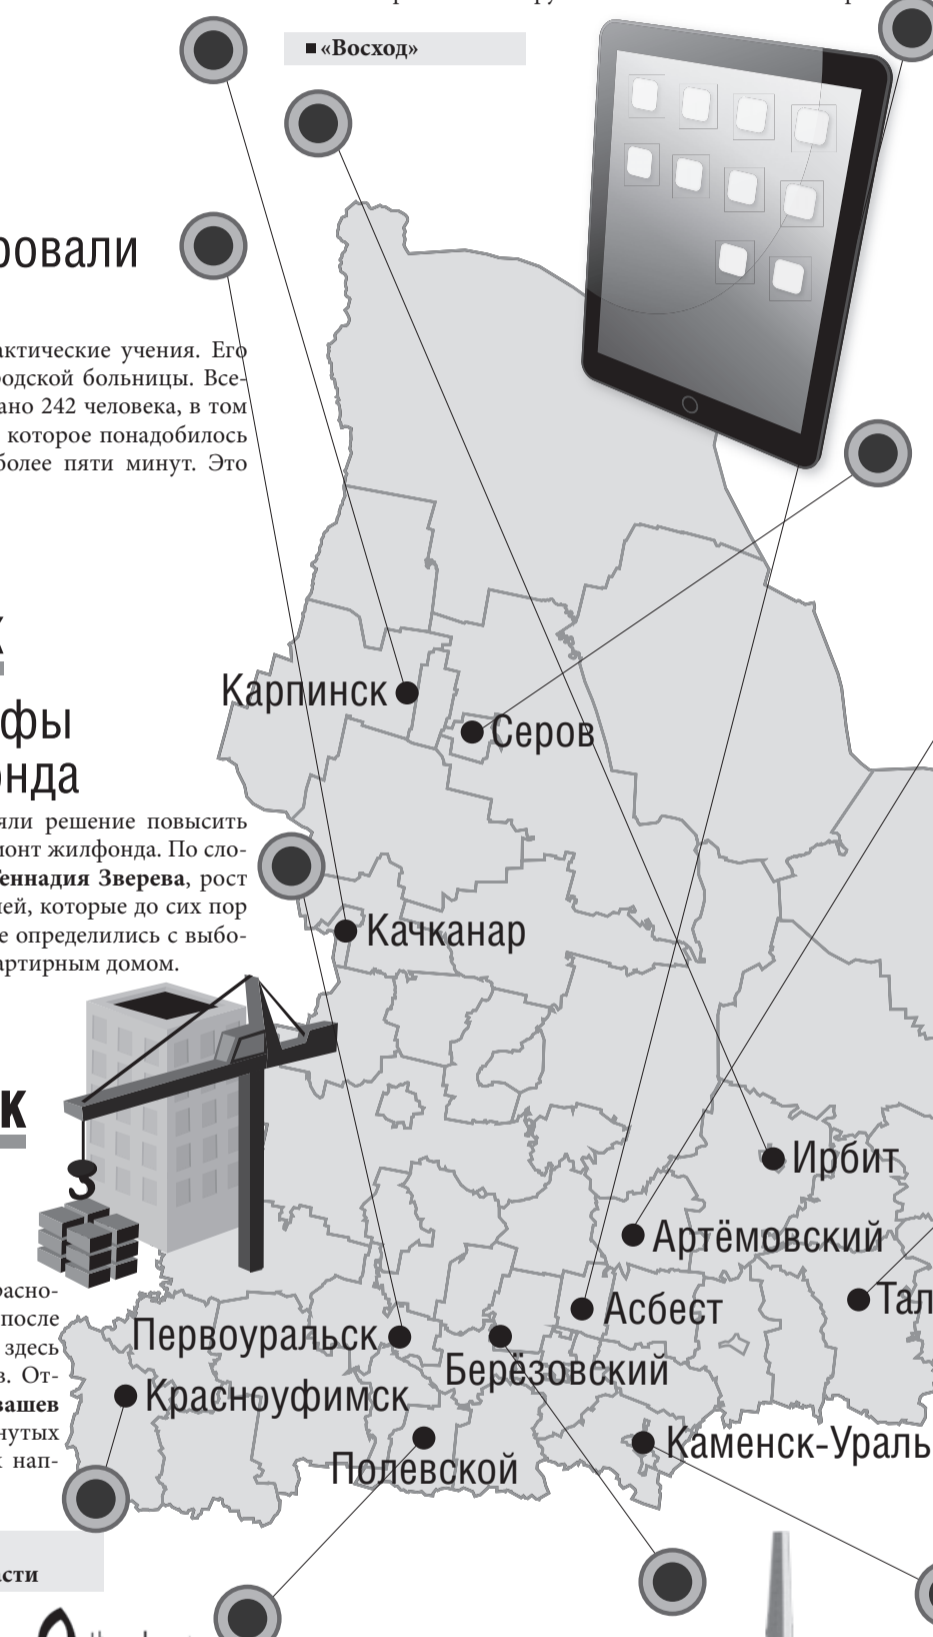 «Восход»
ровали
актические учения. Его
родской больницы. Все-
ано 242 человека, в том
которое понадобилось
более пяти минут. Это
фы
онда
яли решение повысить
монт жилфонда. По сло-
Геннадия Зверева, рост
лей, которые до сих пор
е определились с выбо-
артирным домом.
к
расно-
после
здесь
в. От-
вашев
нутых
к нап-
асти
Карпинск
Серов
Качканар
Ирбит
Артёмовский
Асбест
Тал
Первоуральск
Берёзовский
Красноуфимск
Каменск-Ураль
Полевской